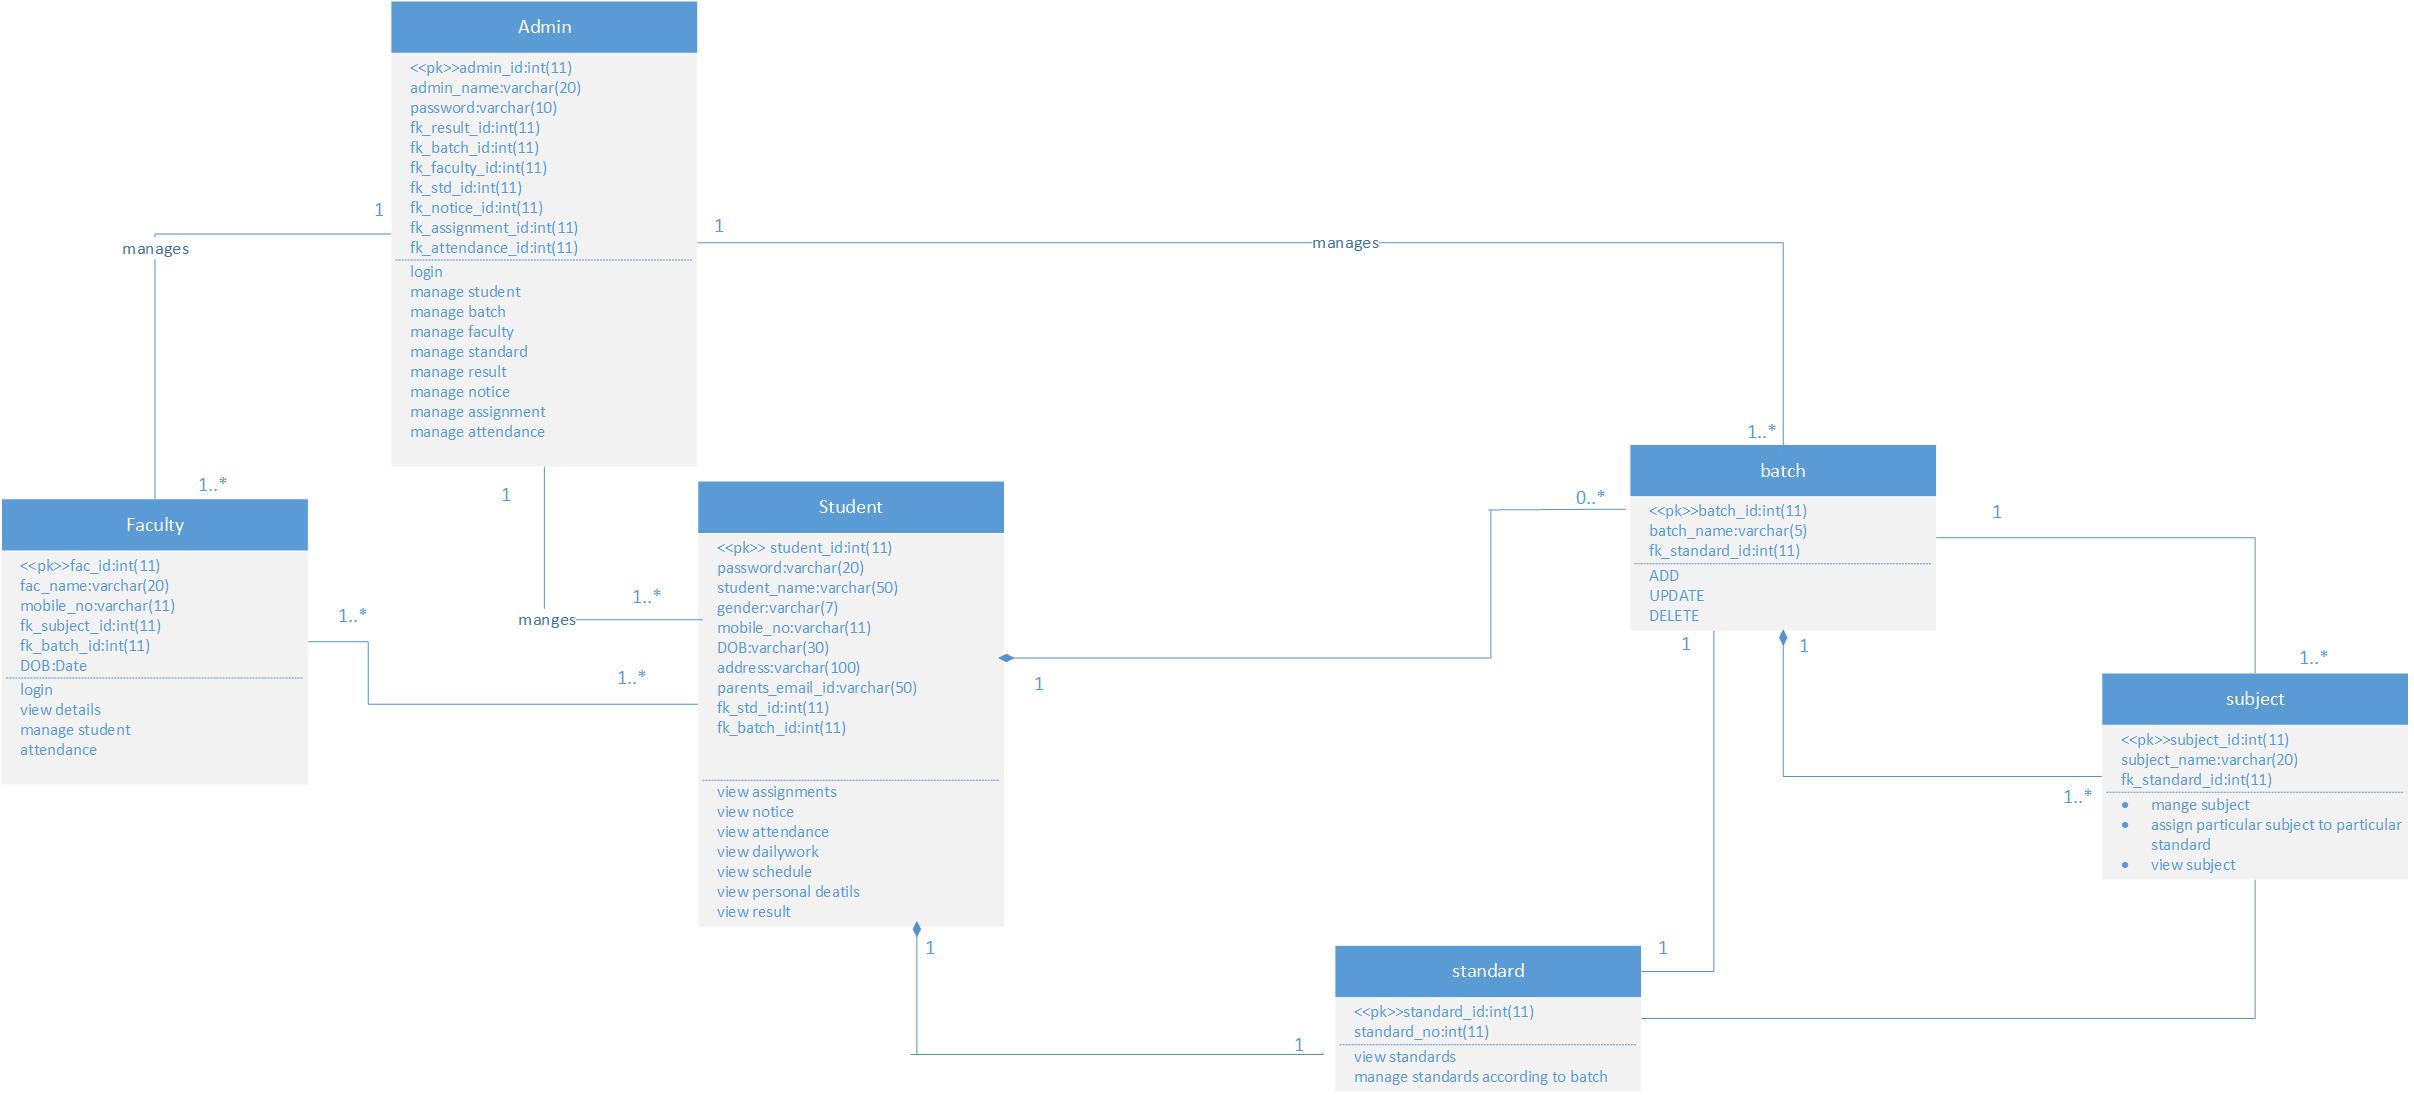 Admin
<<pk>>admin_id:int(11)
admin_name:varchar(20)
password:varchar(10)
fk_result_id:int(11)
fk_batch_id:int(11)
fk_faculty_id:int(11)
fk_std_id:int(11)
fk_notice_id:int(11)
fk_assignment_id:int(11)
fk_attendance_id:int(11)
login
manage student
manage batch
manage faculty
manage standard
manage result
manage notice
manage assignment
manage attendance
1
manages
1..*
1
manages
1..*
1
manges
1..*
Faculty
<<pk>>fac_id:int(11)
fac_name:varchar(20)
mobile_no:varchar(11)
fk_subject_id:int(11)
fk_batch_id:int(11)
DOB:Date
login
view details
manage student
attendance
1..*
1..*
Student
<<pk>> student_id:int(11)
password:varchar(20)
student_name:varchar(50)
gender:varchar(7)
mobile_no:varchar(11)
DOB:varchar(30)
address:varchar(100)
parents_email_id:varchar(50)
fk_std_id:int(11)
fk_batch_id:int(11)
view assignments
view notice
view attendance
view dailywork
view schedule
view personal deatils
view result
1
0..*
1
1
batch
<<pk>>batch_id:int(11)
batch_name:varchar(5)
fk_standard_id:int(11)
ADD
UPDATE
DELETE
1
1..*
1
1
1..*
1
subject
<<pk>>subject_id:int(11)
subject_name:varchar(20)
fk_standard_id:int(11)
● mange subject
● assign particular subject to particular
standard
● view subject
standard
<<pk>>standard_id:int(11)
standard_no:int(11)
view standards
manage standards according to batch